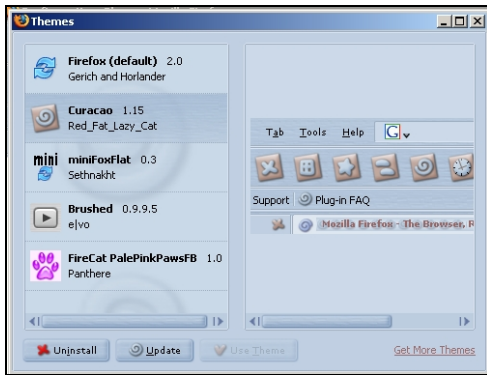 Themes
Firefox (default) 2.0
Gerich and Horlander
Curacao 1.15
Red_Fat_Lazy_Cat
mini miniFoxFlat 0.3
Sethnakht
Brushed 0.9.9.5
e|vo
FireCat PalePinkPawsFB 1.0
Panthere
Tab Tools Help G
Support Plug-in FAQ
Mozilla Firefox - The Browser, R
Uninstall Update Use Theme Get More Themes